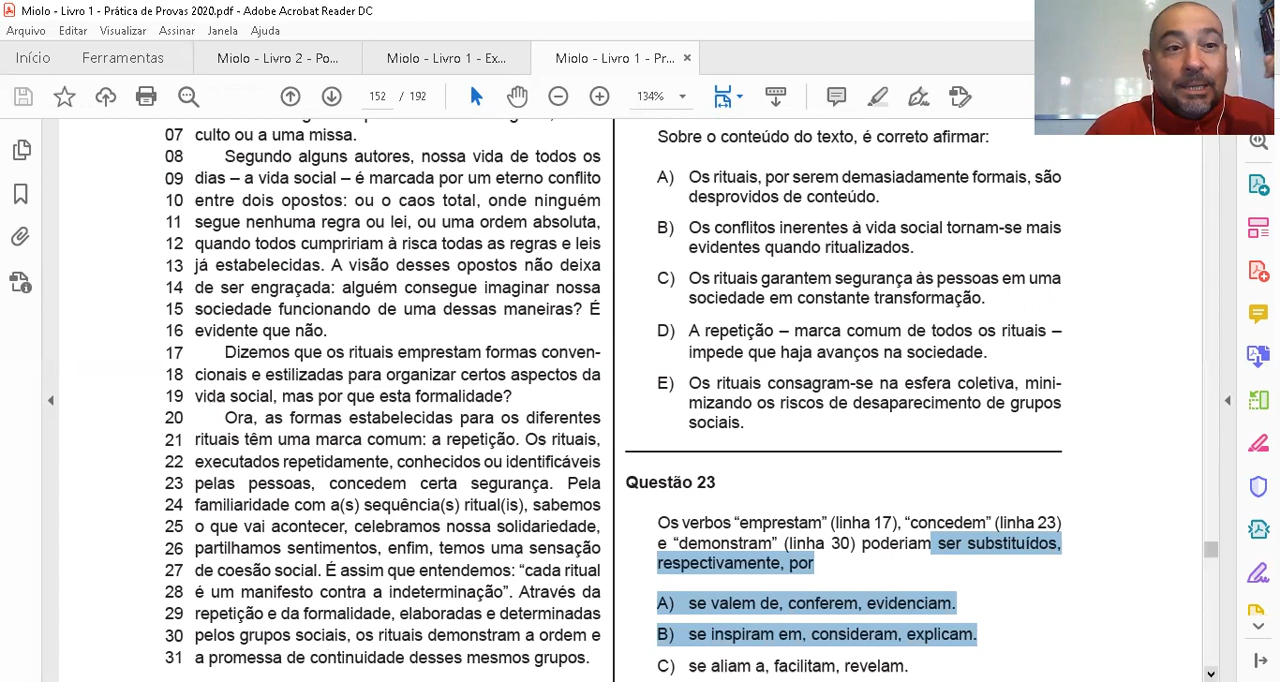 Miolo - Livro 1 - Prática de Provas 2020.pdf - Adobe Acrobat Reader DC
Arquivo Editar Visualizar Assinar Janela Ajuda
Início Ferramentas Miolo - Livro 2 - Po... Miolo - Livro 1 - Ex... Miolo - Livro 1 - Pr... ×
152 / 192 134%
07 culto ou a uma missa.
08 Segundo alguns autores, nossa vida de todos os
09 dias – a vida social – é marcada por um eterno conflito
10 entre dois opostos: ou o caos total, onde ninguém
11 segue nenhuma regra ou lei, ou uma ordem absoluta,
12 quando todos cumpririam à risca todas as regras e leis
13 já estabelecidas. A visão desses opostos não deixa
14 de ser engraçada: alguém consegue imaginar nossa
15 sociedade funcionando de uma dessas maneiras? É
16 evidente que não.
17 Dizemos que os rituais emprestam formas conven-
18 cionais e estilizadas para organizar certos aspectos da
19 vida social, mas por que esta formalidade?
20 Ora, as formas estabelecidas para os diferentes
21 rituais têm uma marca comum: a repetição. Os rituais,
22 executados repetidamente, conhecidos ou identificáveis
23 pelas pessoas, concedem certa segurança. Pela
24 familiaridade com a(s) sequência(s) ritual(is), sabemos
25 o que vai acontecer, celebramos nossa solidariedade,
26 partilhamos sentimentos, enfim, temos uma sensação
27 de coesão social. É assim que entendemos: “cada ritual
28 é um manifesto contra a indeterminação”. Através da
29 repetição e da formalidade, elaboradas e determinadas
30 pelos grupos sociais, os rituais demonstram a ordem e
31 a promessa de continuidade desses mesmos grupos.
Sobre o conteúdo do texto, é correto afirmar:
A) Os rituais, por serem demasiadamente formais, são
desprovidos de conteúdo.
B) Os conflitos inerentes à vida social tornam-se mais
evidentes quando ritualizados.
C) Os rituais garantem segurança às pessoas em uma
sociedade em constante transformação.
D) A repetição – marca comum de todos os rituais –
impede que haja avanços na sociedade.
E) Os rituais consagram-se na esfera coletiva, mini-
mizando os riscos de desaparecimento de grupos
sociais.
Questão 23
Os verbos “emprestam” (linha 17), “concedem” (linha 23)
e “demonstram” (linha 30) poderiam ser substituídos,
respectivamente, por
A) se valem de, conferem, evidenciam.
B) se inspiram em, consideram, explicam.
C) se aliam a, facilitam, revelam.